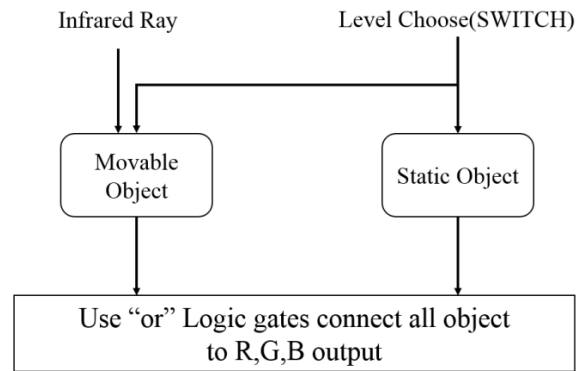 Infrared Ray
Level Choose(SWITCH)
Movable
Object
Static Object
Use “or” Logic gates connect all object
to R,G,B output